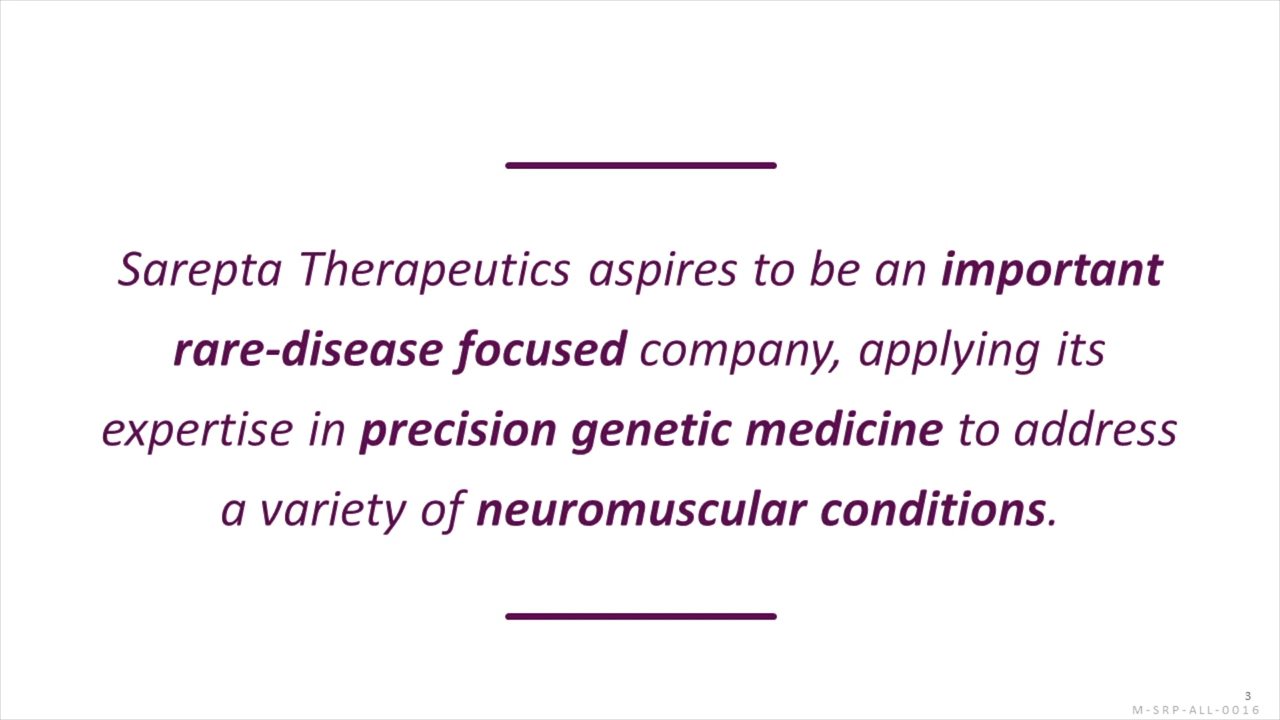 Sarepta Therapeutics aspires to be an important
rare-disease focused company, applying its
expertise in precision genetic medicine to address
a variety of neuromuscular conditions.
3
M-SRP-ALL-0016